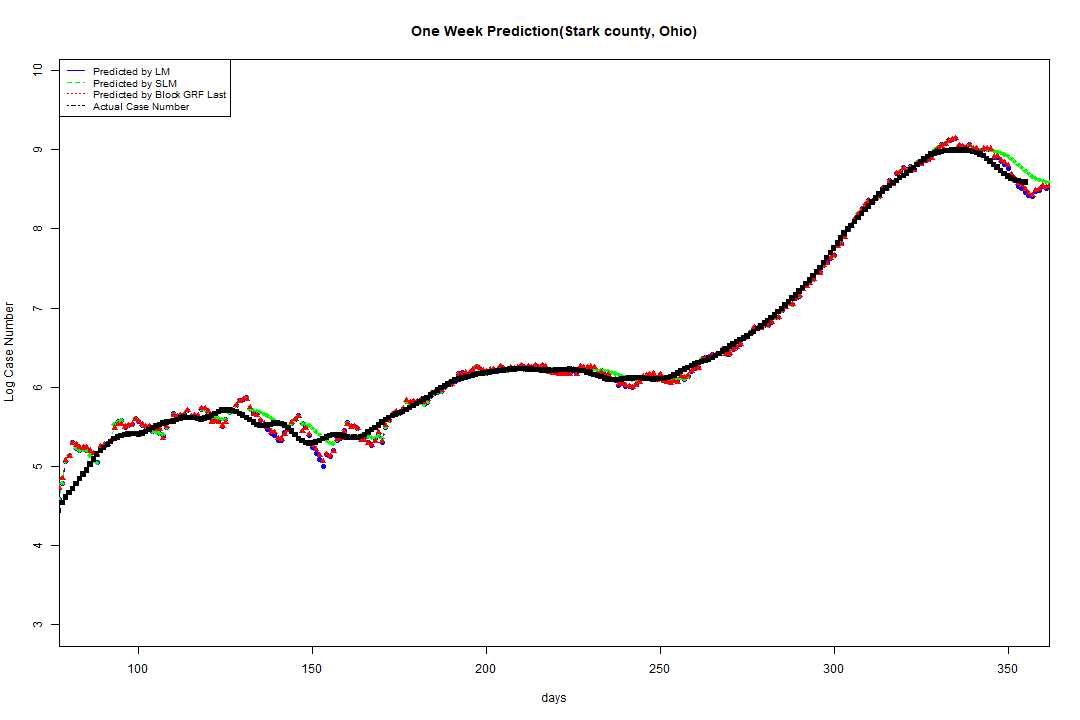 One Week Prediction(Stark county, Ohio)
Predicted by LM
Predicted by SLM
Predicted by Block GRF Last
Actual Case Number
10
9
8
7
6
5
4
3
Log Case Number
100 150 200 250 300 350
days